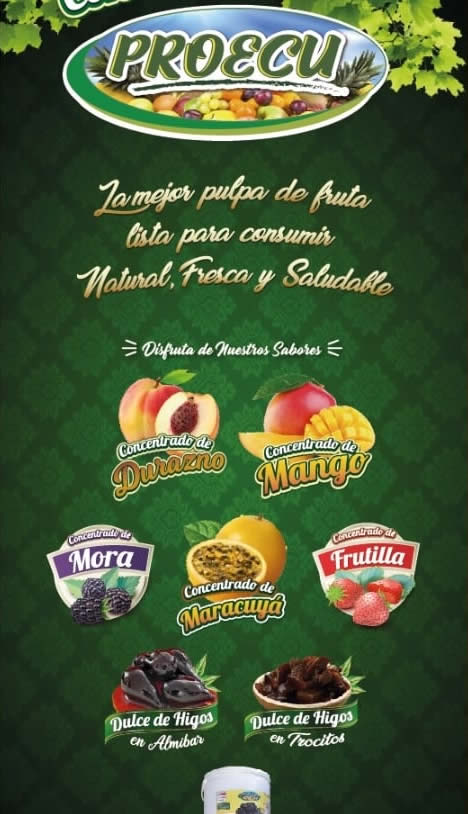 PROECU
La mejor pulpa de fruta
lista para consumir
Natural, Fresca y Saludable
Disfruta de Nuestros Sabores
Concentrado de
Durazno
Concentrado de
Mango
Concentrado de
Mora
Concentrado de
Maracuyá
Concentrado de
Frutilla
Dulce de Higos
en Almibar
Dulce de Higos
en Trocitos